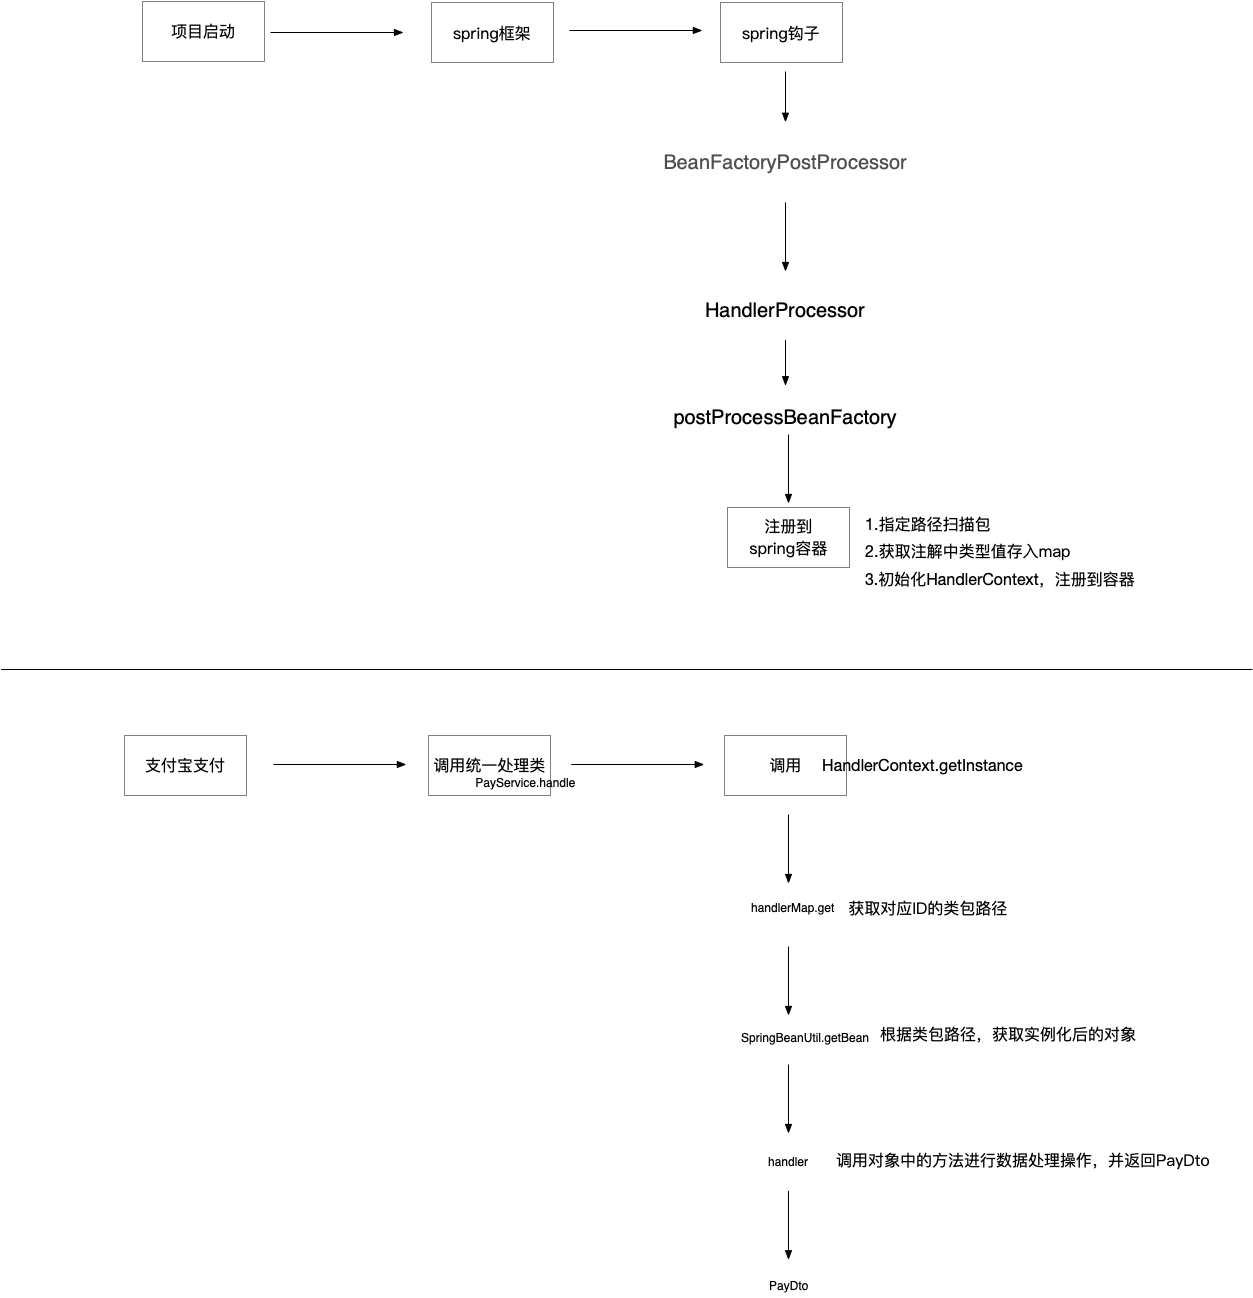 项目启动
spring框架
spring钩子
BeanFactoryPostProcessor
HandlerProcessor
postProcessBeanFactory
注册到
spring容器
1.指定路径扫描包
2.获取注解中类型值存入map
3.初始化HandlerContext，注册到容器
支付宝支付
调用统一处理类
PayService.handle
调用
HandlerContext.getInstance
handlerMap.get
获取对应ID的类包路径
SpringBeanUtil.getBean
根据类包路径，获取实例化后的对象
handler
调用对象中的方法进行数据处理操作，并返回PayDto
PayDto